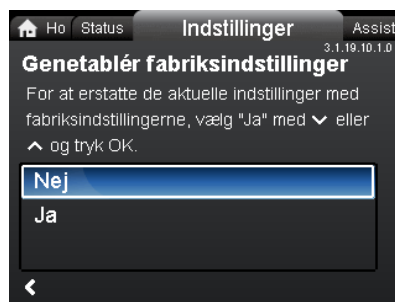 Ho Status Indstillinger Assist
3.1.19.10.1.0
Genetablér fabriksindstillinger
For at erstatte de aktuelle indstillinger med
fabriksindstillingerne, vælg "Ja" med eller
og tryk OK.
Nej
Ja